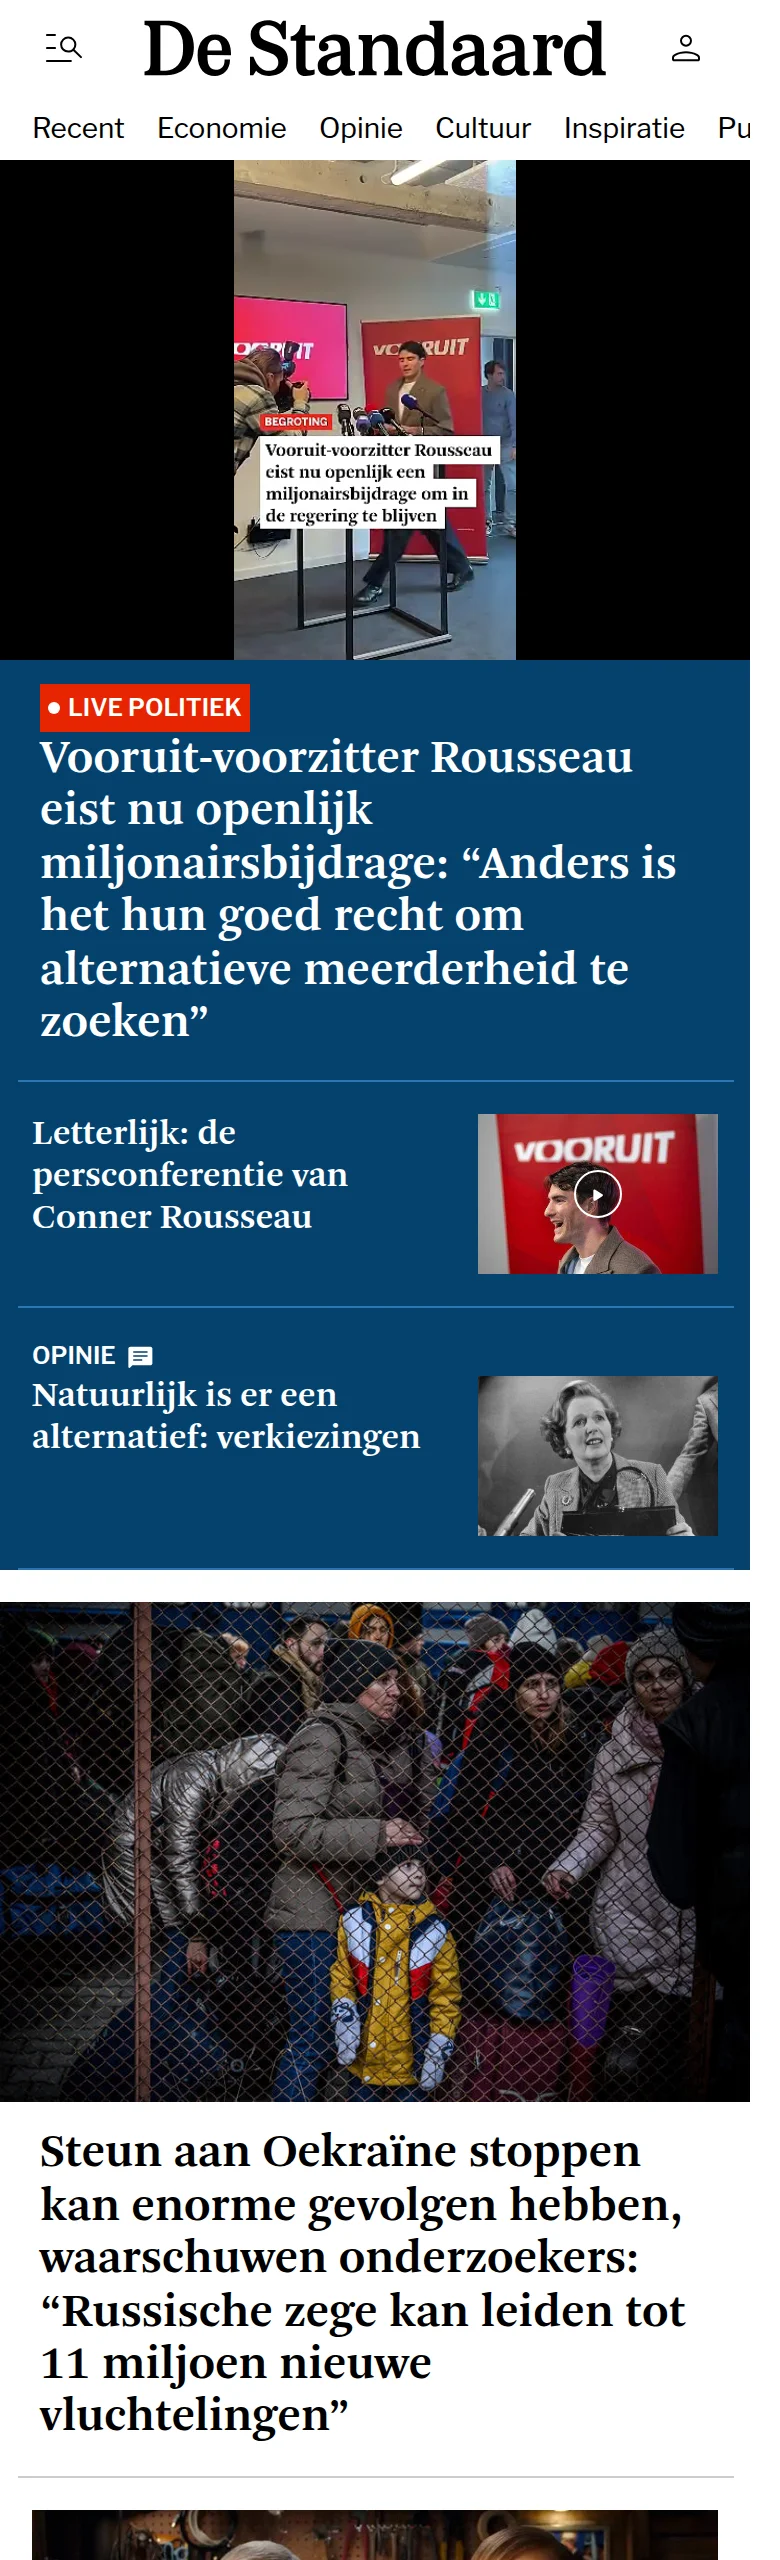 De Standaard
Recent Economie Opinie Cultuur Inspiratie Pu
VOORUIT
BEGROTING
Vooruit-voorzitter Rousseau
eist nu openlijk een
miljonairsbijdrage om in
de regering te blijven
LIVE POLITIEK
Vooruit-voorzitter Rousseau
eist nu openlijk
miljonairsbijdrage: “Anders is
het hun goed recht om
alternatieve meerderheid te
zoeken”
Letterlijk: de
persconferentie van
Conner Rousseau
VOORUIT
OPINIE
Natuurlijk is er een
alternatief: verkiezingen
Steun aan Oekraïne stoppen
kan enorme gevolgen hebben,
waarschuwen onderzoekers:
“Russische zege kan leiden tot
11 miljoen nieuwe
vluchtelingen”